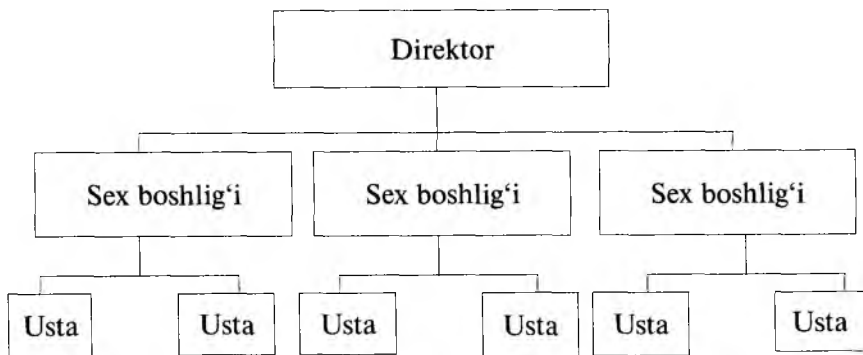 Direktor
Sex boshlig‘i Sex boshlig‘i Sex boshlig‘i
Usta Usta Usta Usta Usta Usta